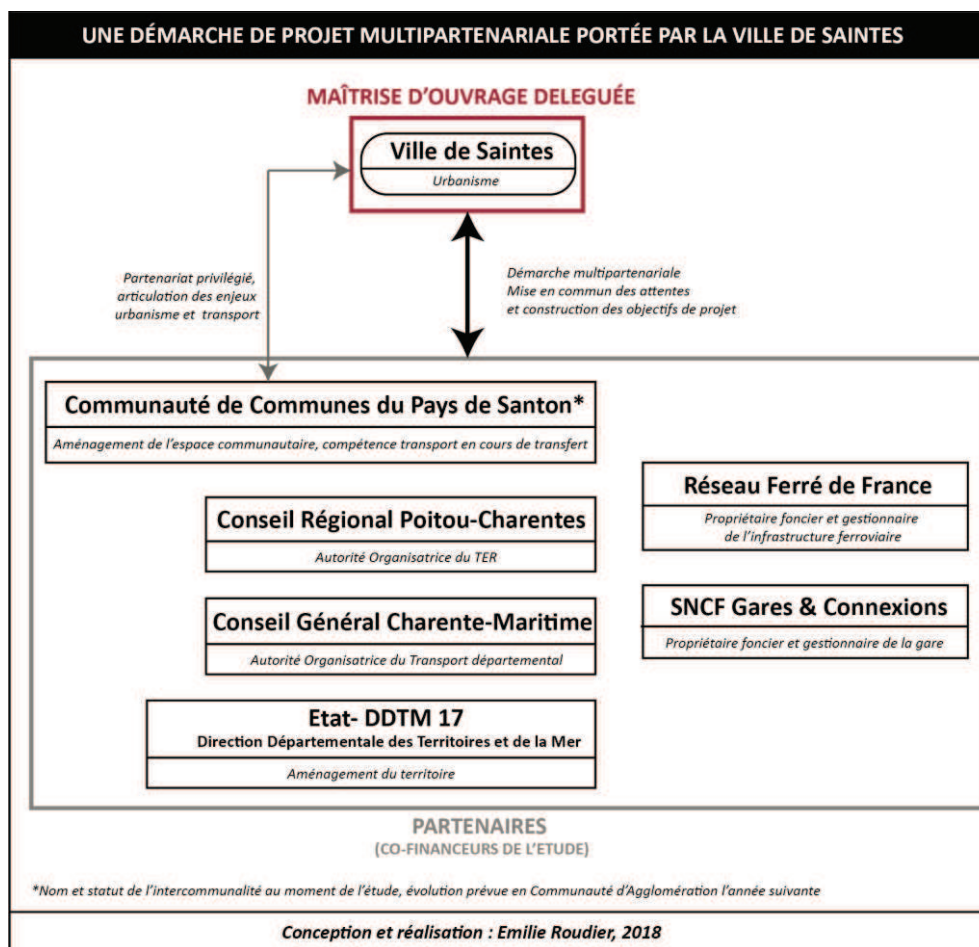 UNE DÉMARCHE DE PROJET MULTIPARTENARIALE PORTÉE PAR LA VILLE DE SAINTES
MAÎTRISE D'OUVRAGE DELEGUÉE
Ville de Saintes
Urbanisme
Partenariat privilégié,
articulation des enjeux
urbanisme et transport
Démarche multipartenariale
Mise en commun des attentes
et construction des objectifs de projet
Communauté de Communes du Pays de Santon*
Aménagement de l'espace communautaire, compétence transport en cours de transfert
Conseil Régional Poitou-Charentes
Autorité Organisatrice du TER
Conseil Général Charente-Maritime
Autorité Organisatrice du Transport départemental
Etat- DDTM 17
Direction Départementale des Territoires et de la Mer
Aménagement du territoire
Réseau Ferré de France
Propriétaire foncier et gestionnaire
de l'infrastructure ferroviaire
SNCF Gares & Connexions
Propriétaire foncier et gestionnaire de la gare
PARTENAIRES
(CO-FINANCEURS DE L'ETUDE)
*Nom et statut de l'intercommunalité au moment de l'étude, évolution prévue en Communauté d'Agglomération l'année suivante
Conception et réalisation : Emilie Roudier, 2018